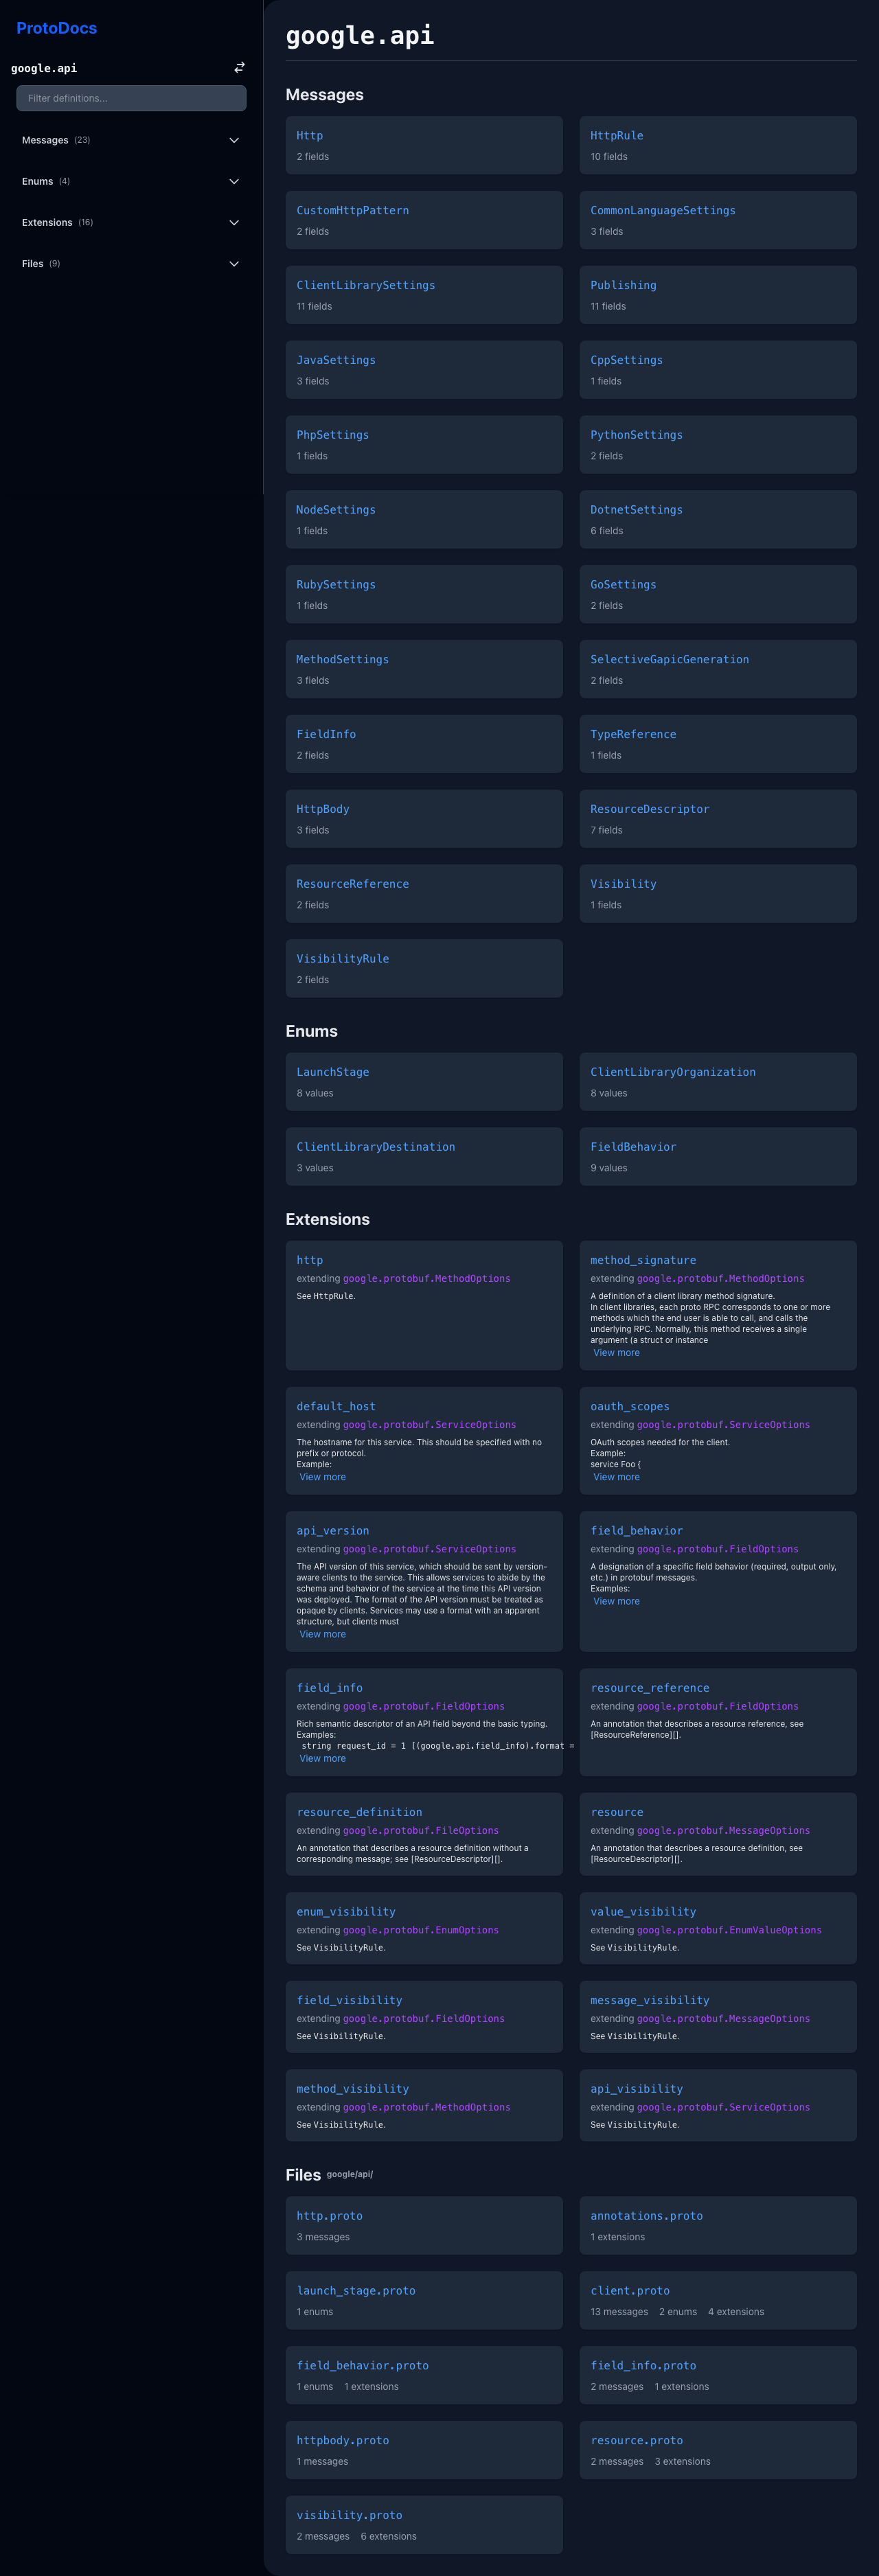 ProtoDocs
google.api
Filter definitions...
Messages (23)
Enums (4)
Extensions (16)
Files (9)
google.api
Messages
Http
2 fields
HttpRule
10 fields
CustomHttpPattern
2 fields
CommonLanguageSettings
3 fields
ClientLibrarySettings
11 fields
Publishing
11 fields
JavaSettings
3 fields
CppSettings
1 fields
PhpSettings
1 fields
PythonSettings
2 fields
NodeSettings
1 fields
DotnetSettings
6 fields
RubySettings
1 fields
GoSettings
2 fields
MethodSettings
3 fields
SelectiveGapicGeneration
2 fields
FieldInfo
2 fields
TypeReference
1 fields
HttpBody
3 fields
ResourceDescriptor
7 fields
ResourceReference
2 fields
Visibility
1 fields
VisibilityRule
2 fields
Enums
LaunchStage
8 values
ClientLibraryOrganization
8 values
ClientLibraryDestination
3 values
FieldBehavior
9 values
Extensions
http
extending google.protobuf.MethodOptions
See HttpRule.
method_signature
extending google.protobuf.MethodOptions
A definition of a client library method signature.
In client libraries, each proto RPC corresponds to one or more
methods which the end user is able to call, and calls the
underlying RPC. Normally, this method receives a single
argument (a struct or instance
View more
default_host
extending google.protobuf.ServiceOptions
The hostname for this service. This should be specified with no
prefix or protocol.
Example:
View more
oauth_scopes
extending google.protobuf.ServiceOptions
OAuth scopes needed for the client.
Example:
service Foo {
View more
api_version
extending google.protobuf.ServiceOptions
The API version of this service, which should be sent by version-
aware clients to the service. This allows services to abide by the
schema and behavior of the service at the time this API version
was deployed. The format of the API version must be treated as
opaque by clients. Services may use a format with an apparent
structure, but clients must
View more
field_behavior
extending google.protobuf.FieldOptions
A designation of a specific field behavior (required, output only,
etc.) in protobuf messages.
Examples:
View more
field_info
extending google.protobuf.FieldOptions
Rich semantic descriptor of an API field beyond the basic typing.
Examples:
string request_id = 1 [(google.api.field_info).format =
View more
resource_reference
extending google.protobuf.FieldOptions
An annotation that describes a resource reference, see
[ResourceReference][].
resource_definition
extending google.protobuf.FileOptions
An annotation that describes a resource definition without a
corresponding message; see [ResourceDescriptor][].
resource
extending google.protobuf.MessageOptions
An annotation that describes a resource definition, see
[ResourceDescriptor][].
enum_visibility
extending google.protobuf.EnumOptions
See VisibilityRule.
value_visibility
extending google.protobuf.EnumValueOptions
See VisibilityRule.
field_visibility
extending google.protobuf.FieldOptions
See VisibilityRule.
message_visibility
extending google.protobuf.MessageOptions
See VisibilityRule.
method_visibility
extending google.protobuf.MethodOptions
See VisibilityRule.
api_visibility
extending google.protobuf.ServiceOptions
See VisibilityRule.
Files google/api/
http.proto
3 messages
annotations.proto
1 extensions
launch_stage.proto
1 enums
client.proto
13 messages 2 enums 4 extensions
field_behavior.proto
1 enums 1 extensions
field_info.proto
2 messages 1 extensions
httpbody.proto
1 messages
resource.proto
2 messages 3 extensions
visibility.proto
2 messages 6 extensions